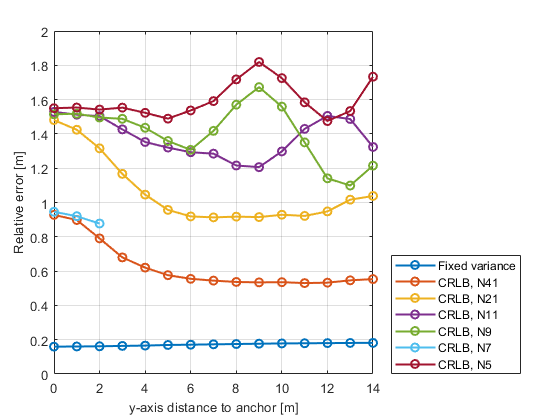 2
1.8
1.6
1.4
1.2
1
0.8
0.6
0.4
0.2
0
Relative error [m]
0 2 4 6 8 10 12 14
y-axis distance to anchor [m]
Fixed variance
CRLB, N41
CRLB, N21
CRLB, N11
CRLB, N9
CRLB, N7
CRLB, N5